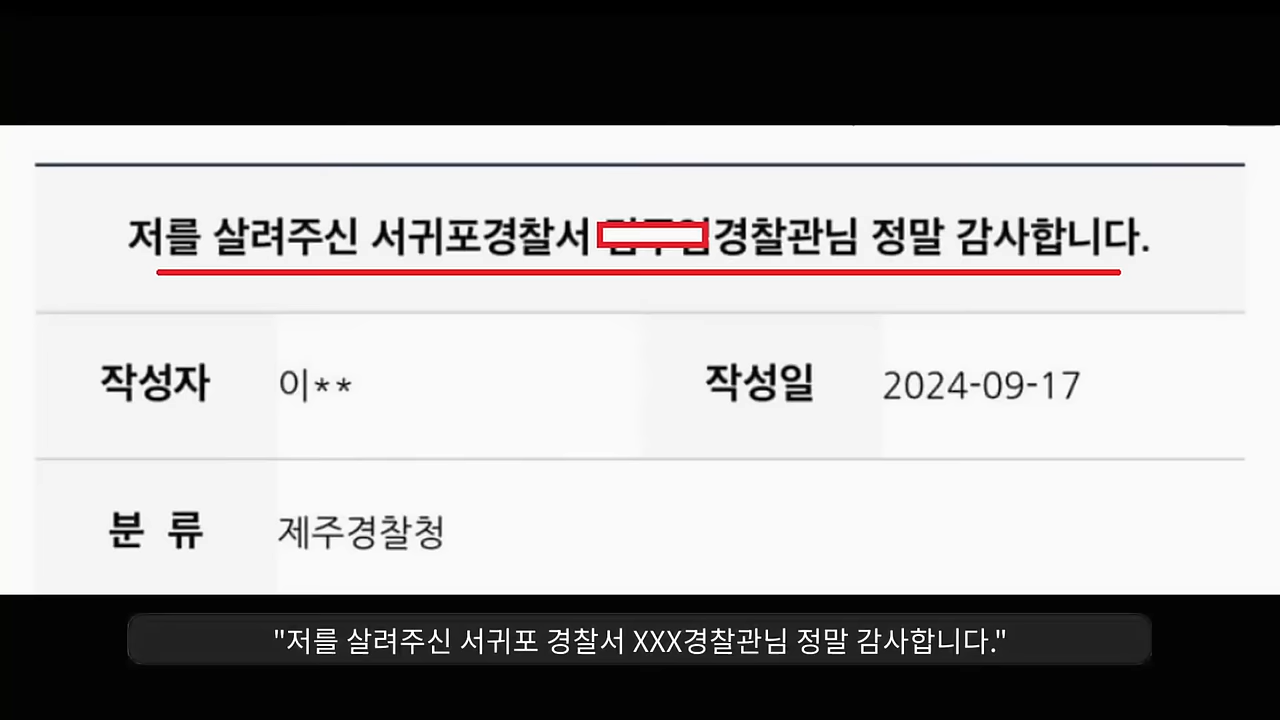 저를 살려주신 서귀포경찰서 경찰관님 정말 감사합니다.
작성자 이** 작성일 2024-09-17
분 류 제주경찰청
"저를 살려주신 서귀포 경찰서 XXX경찰관님 정말 감사합니다."